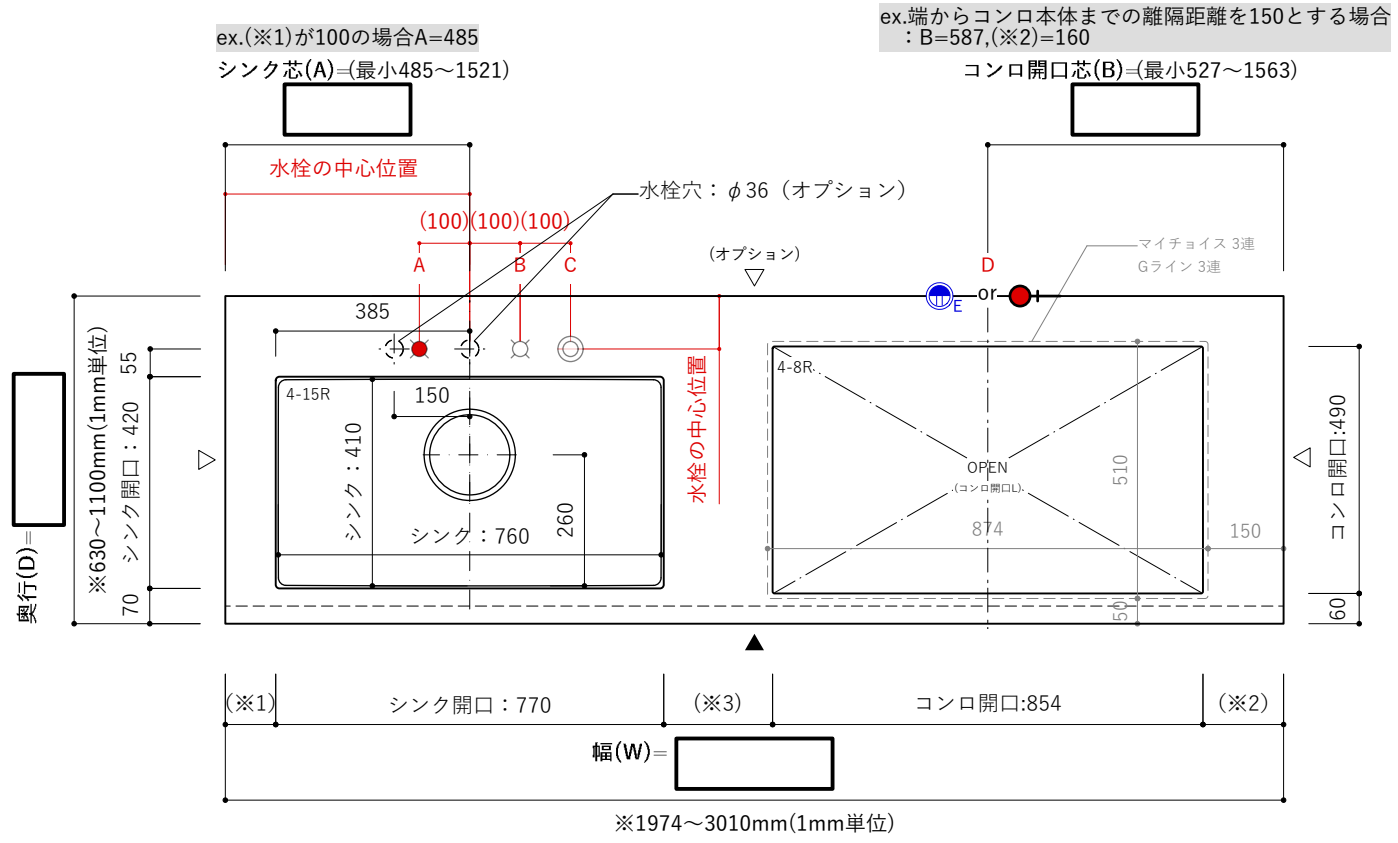 ex.(※1)が100の場合A=485
シンク芯(A)=(最小485～1521)
ex.端からコンロ本体までの離隔距離を150とする場合
：B=587,(※2)=160
コンロ開口芯(B)=(最小527～1563)
水栓の中心位置
水栓穴：φ36（オプション）
(100)(100)(100)
A
B
C
(オプション)
D
マイチョイス 3連
Gライン 3連
or
E
385
4-15R
150
シンク：410
シンク：760
260
水栓の中心位置
4-8R
OPEN
(コンロ開口L)
874
510
150
50
奥行(D)=
※630～1100mm(1mm単位)
55
シンク開口：420
70
コンロ開口:490
60
(※1)
シンク開口：770
(※3)
コンロ開口:854
(※2)
幅(W)=
※1974～3010mm(1mm単位)